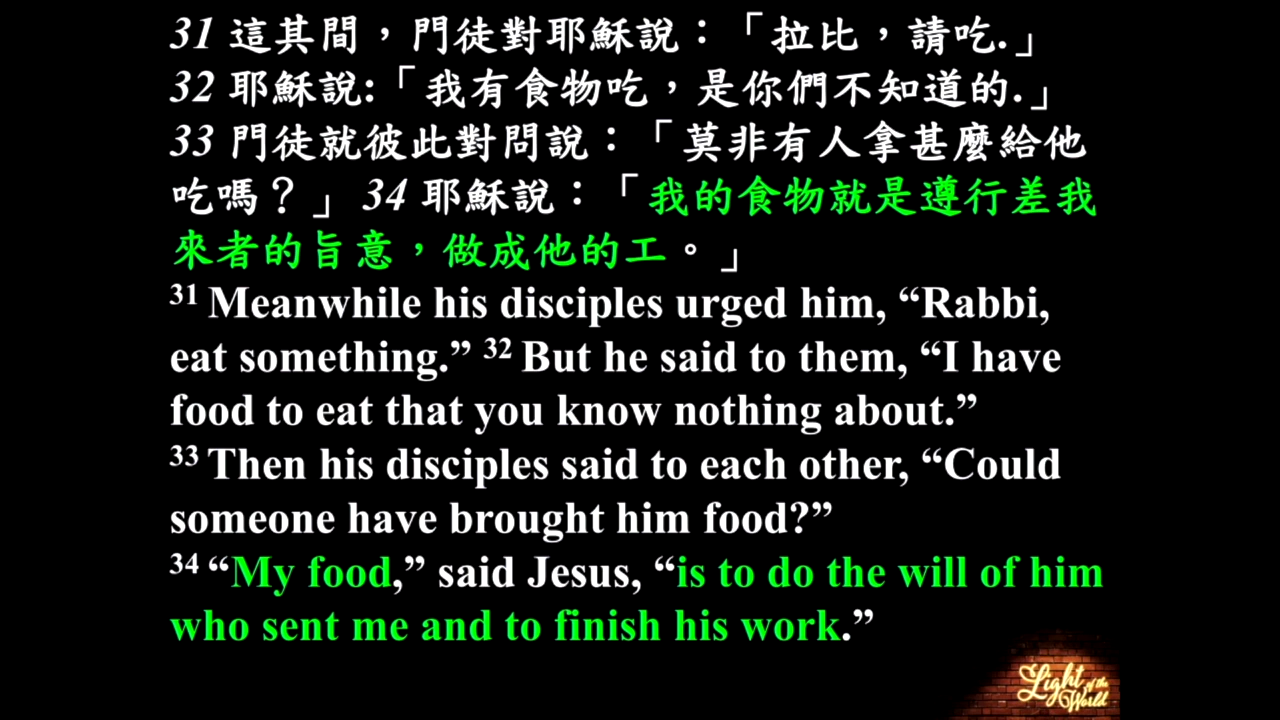 31 這其間，門徒對耶穌說：「拉比，請吃.」
32 耶穌說:「我有食物吃，是你們不知道的.」
33 門徒就彼此對問說：「莫非有人拿甚麼給他
吃嗎？」 34 耶穌說：「我的食物就是遵行差我
來者的旨意，做成他的工。」
31 Meanwhile his disciples urged him, “Rabbi,
eat something.” 32 But he said to them, “I have
food to eat that you know nothing about.”
33 Then his disciples said to each other, “Could
someone have brought him food?”
34 “My food,” said Jesus, “is to do the will of him
who sent me and to finish his work.”
Light of the World